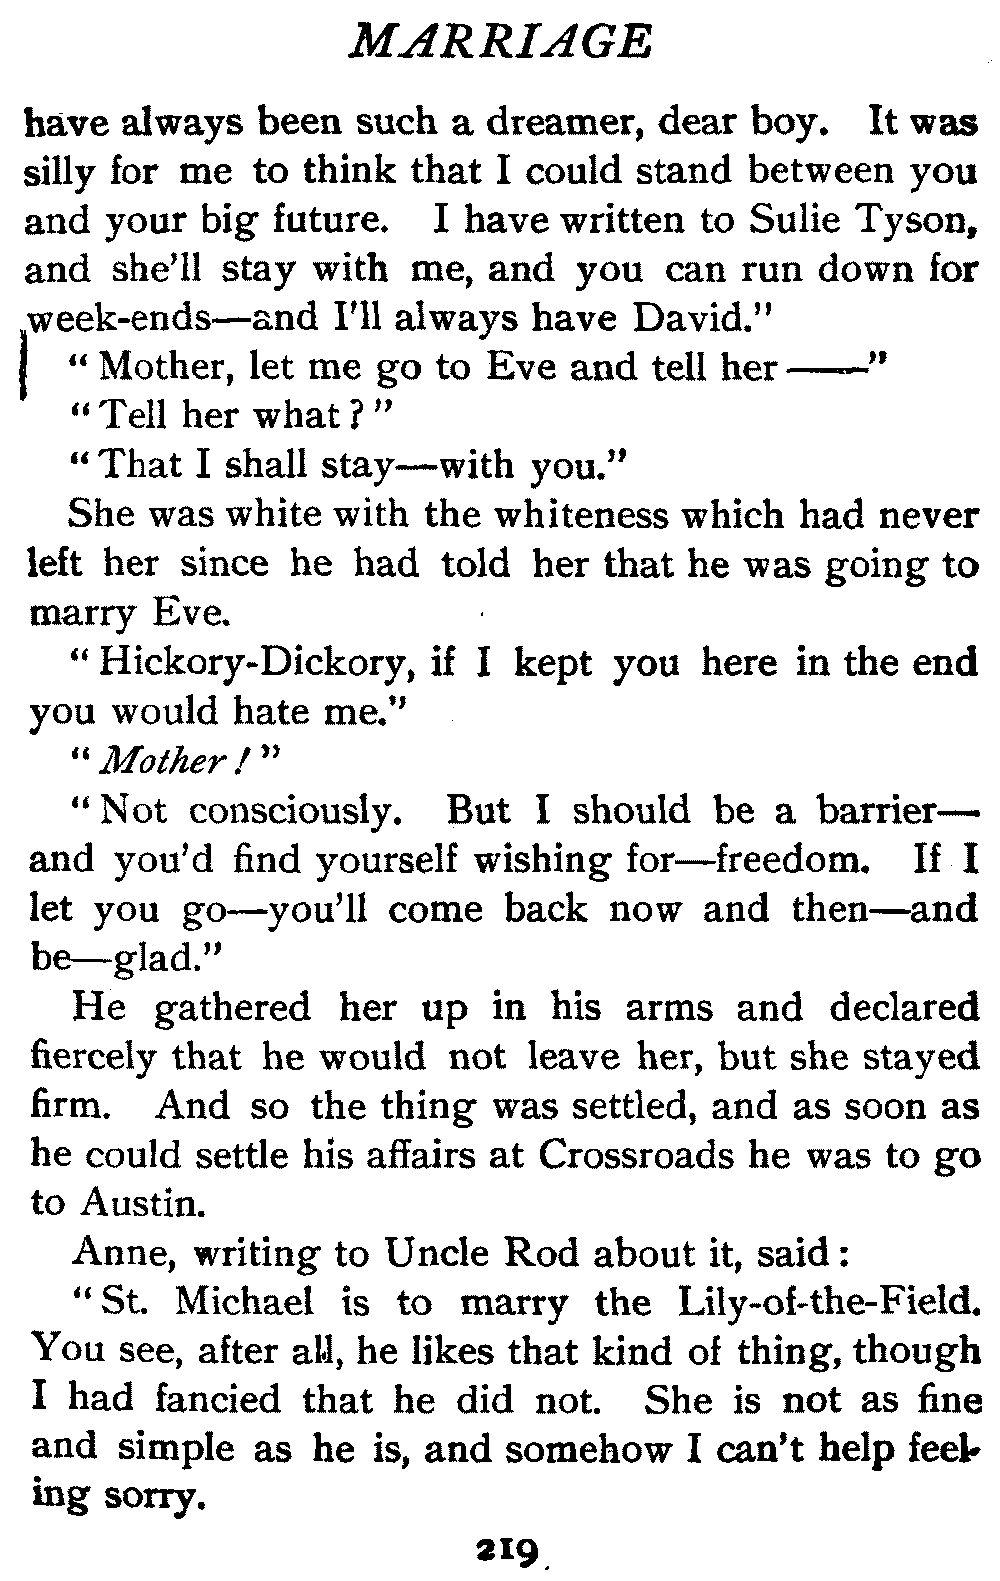 MARRIAGE
have always been such a dreamer, dear boy. It was
silly for me to think that I could stand between you
and your big future. I have written to Sulie Tyson,
and she'll stay with me, and you can run down for
week-ends—and I'll always have David."
"Mother, let me go to Eve and tell her ——"
"Tell her what?"
"That I shall stay—with you."
She was white with the whiteness which had never
left her since he had told her that he was going to
marry Eve.
"Hickory-Dickory, if I kept you here in the end
you would hate me."
"Mother!"
"Not consciously. But I should be a barrier—
and you'd find yourself wishing for—freedom. If I
let you go—you'll come back now and then—and
be—glad."
He gathered her up in his arms and declared
fiercely that he would not leave her, but she stayed
firm. And so the thing was settled, and as soon as
he could settle his affairs at Crossroads he was to go
to Austin.
Anne, writing to Uncle Rod about it, said:
"St. Michael is to marry the Lily-of-the-Field.
You see, after all, he likes that kind of thing, though
I had fancied that he did not. She is not as fine
and simple as he is, and somehow I can't help feel-
ing sorry.
219